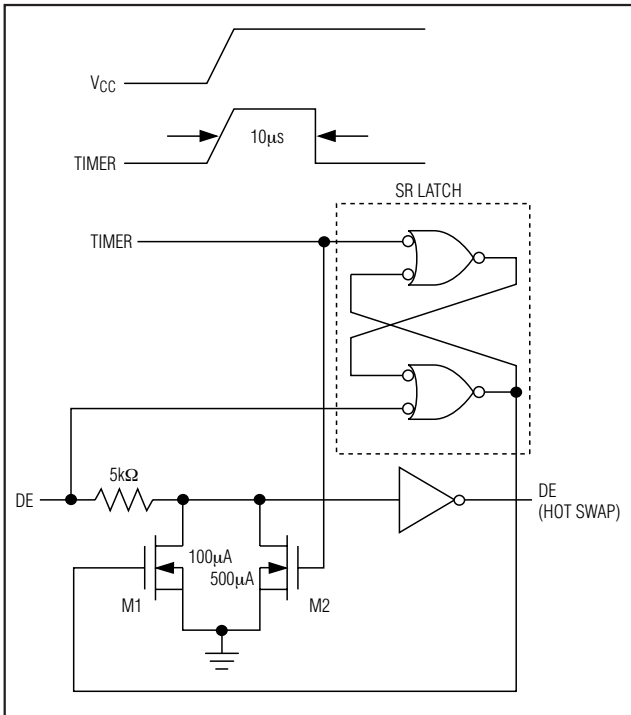 VCC
10μs
TIMER
SR LATCH
TIMER
5kΩ
DE
DE
(HOT SWAP)
100μA
500μA
M1
M2